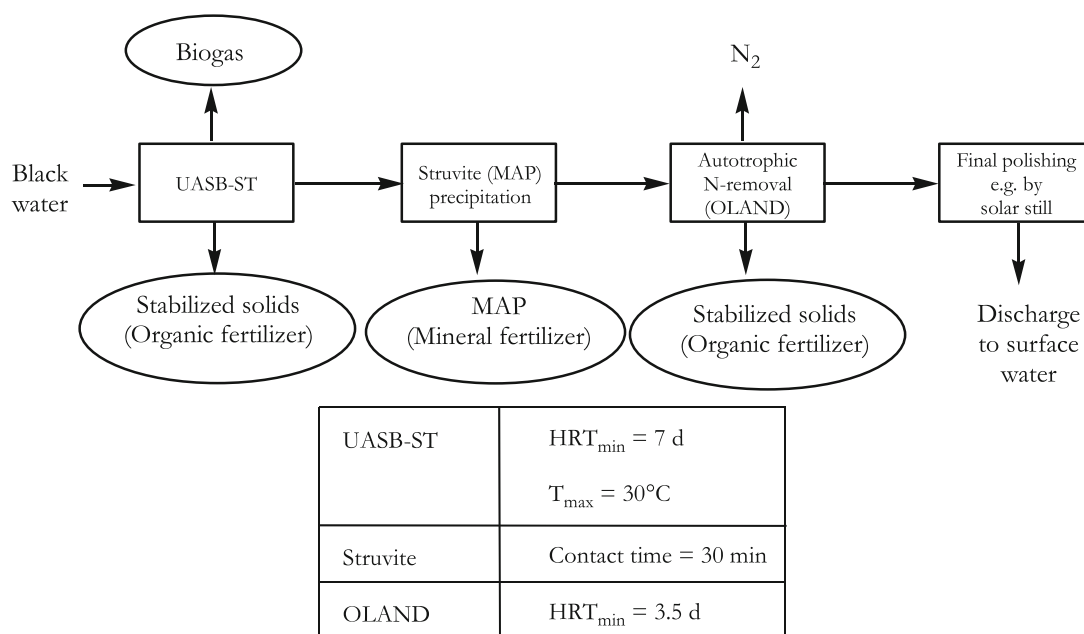 Biogas
N2
Black
water
UASB-ST
Struvite (MAP)
precipitation
Autotrophic
N-removal
(OLAND)
Final polishing
e.g. by
solar still
Stabilized solids
(Organic fertilizer)
MAP
(Mineral fertilizer)
Stabilized solids
(Organic fertilizer)
Discharge
to surface
water
UASB-ST
HRTmin = 7 d
Tmax = 30°C
Struvite
Contact time = 30 min
OLAND
HRTmin = 3.5 d